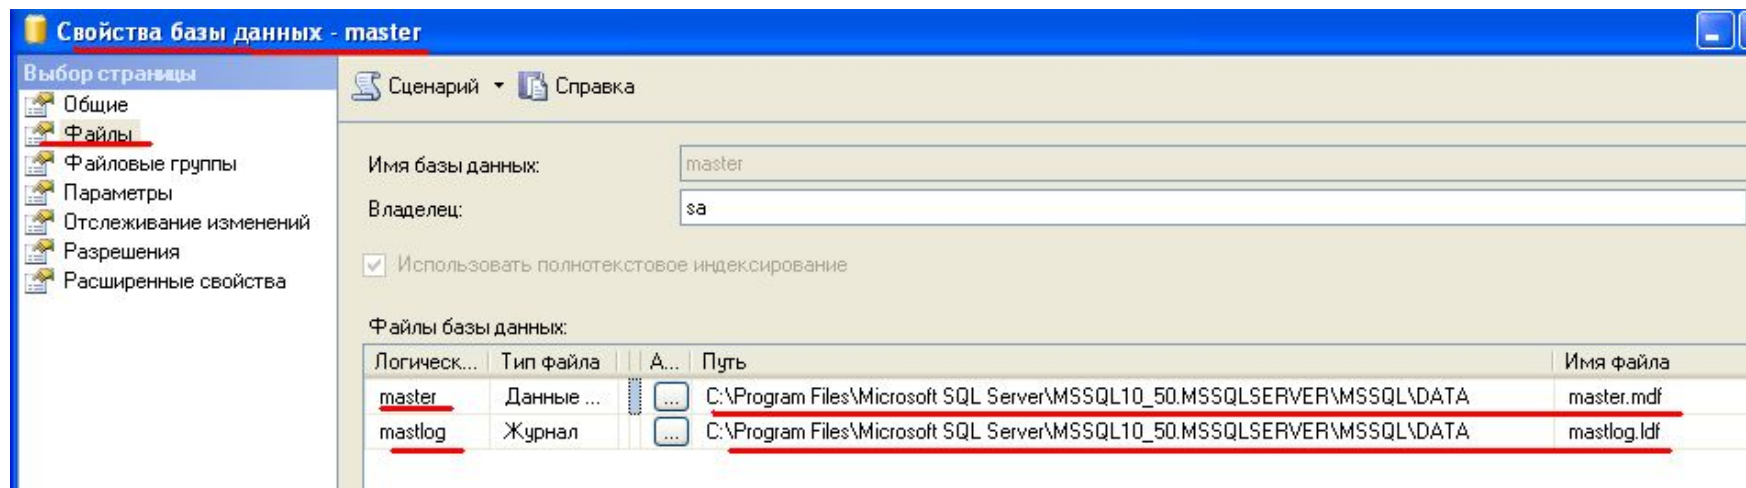 Свойства базы данных - master
Выбор страницы
Общие
Файлы
Файловые группы
Параметры
Отслеживание изменений
Разрешения
Расширенные свойства
Сценарий Справка
Имя базы данных: master
Владелец: sa
Использовать полнотекстовое индексирование
Файлы базы данных:
Логическ... Тип файла А... Путь Имя файла
master Данные ... ... C:\Program Files\Microsoft SQL Server\MSSQL10_50.MSSQLSERVER\MSSQL\DATA master.mdf
mastlog Журнал ... C:\Program Files\Microsoft SQL Server\MSSQL10_50.MSSQLSERVER\MSSQL\DATA mastlog.ldf